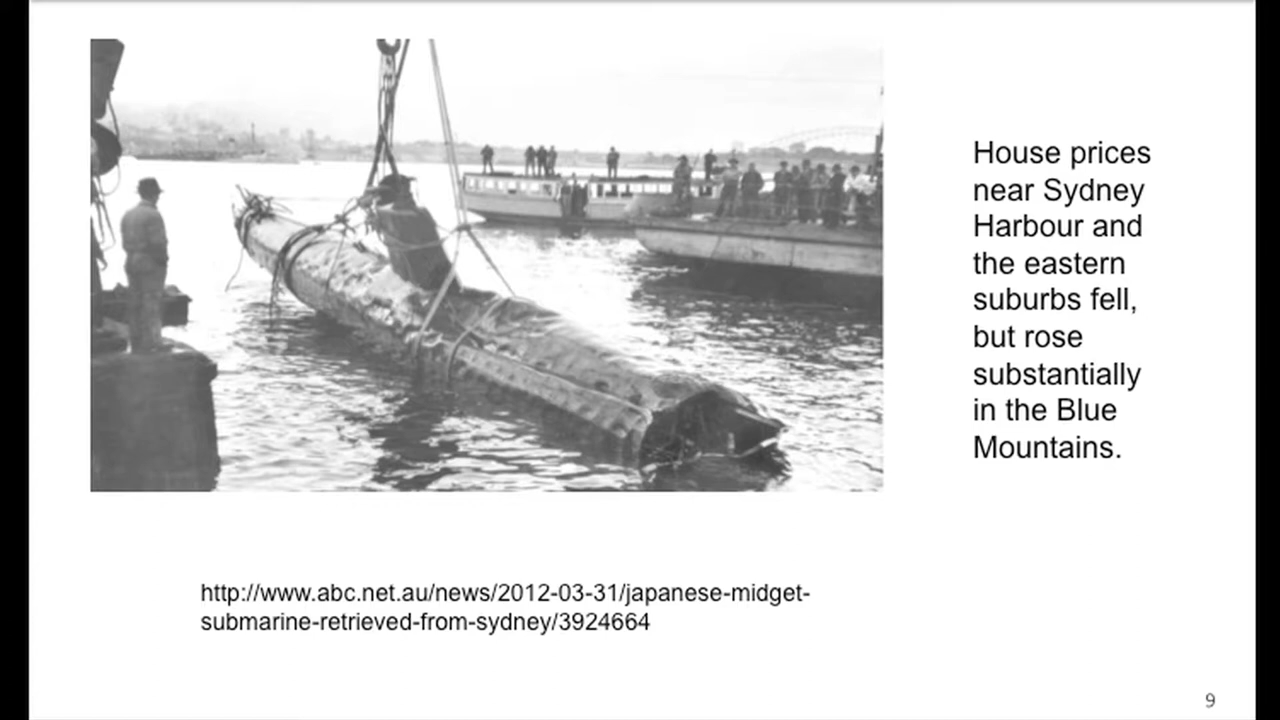 House prices
near Sydney
Harbour and
the eastern
suburbs fell,
but rose
substantially
in the Blue
Mountains.
http://www.abc.net.au/news/2012-03-31/japanese-midget-
submarine-retrieved-from-sydney/3924664
9